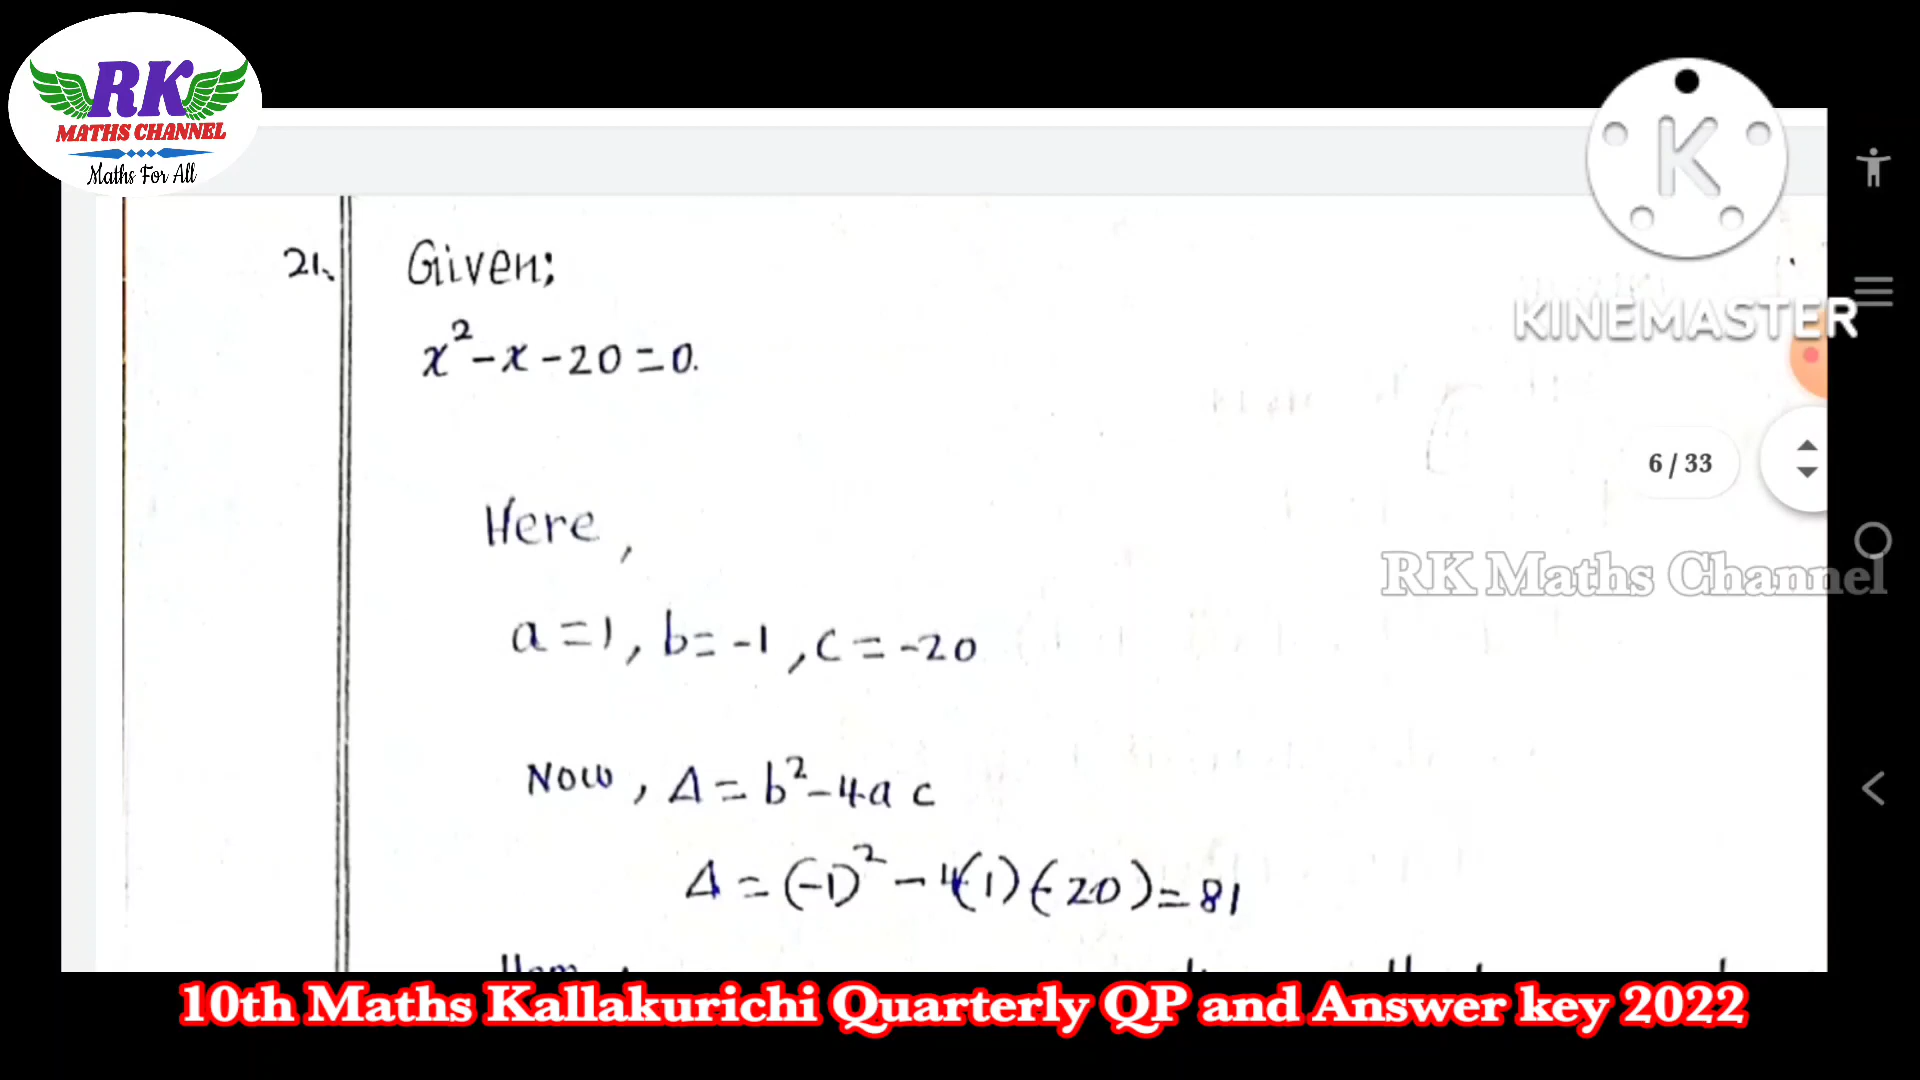 RK
MATHS CHANNEL
Maths For All
K
KINEMASTER
21.
Given:
x² - x - 20 = 0.
6 / 33
Here,
RK Maths Channel
a = 1, b = -1, c = -20
Now, Δ = b² - 4ac
Δ = (-1)² - 4(1)(-20) = 81
10th Maths Kallakurichi Quarterly QP and Answer key 2022